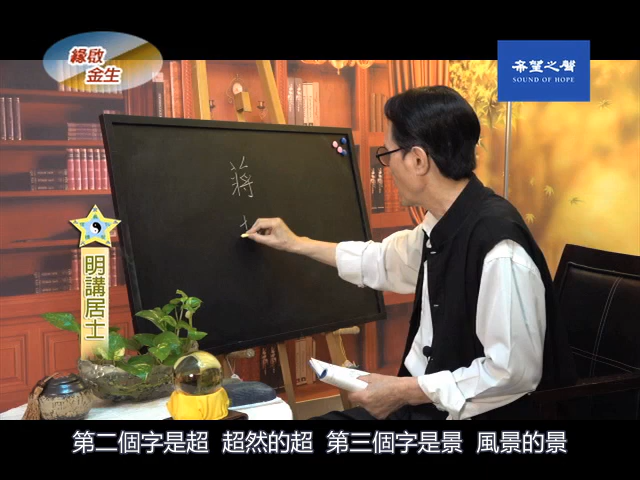 緣啟
金生
希望之聲
SOUND OF HOPE
蔣
明講居士
第二個字是超 超然的超 第三個字是景 風景的景